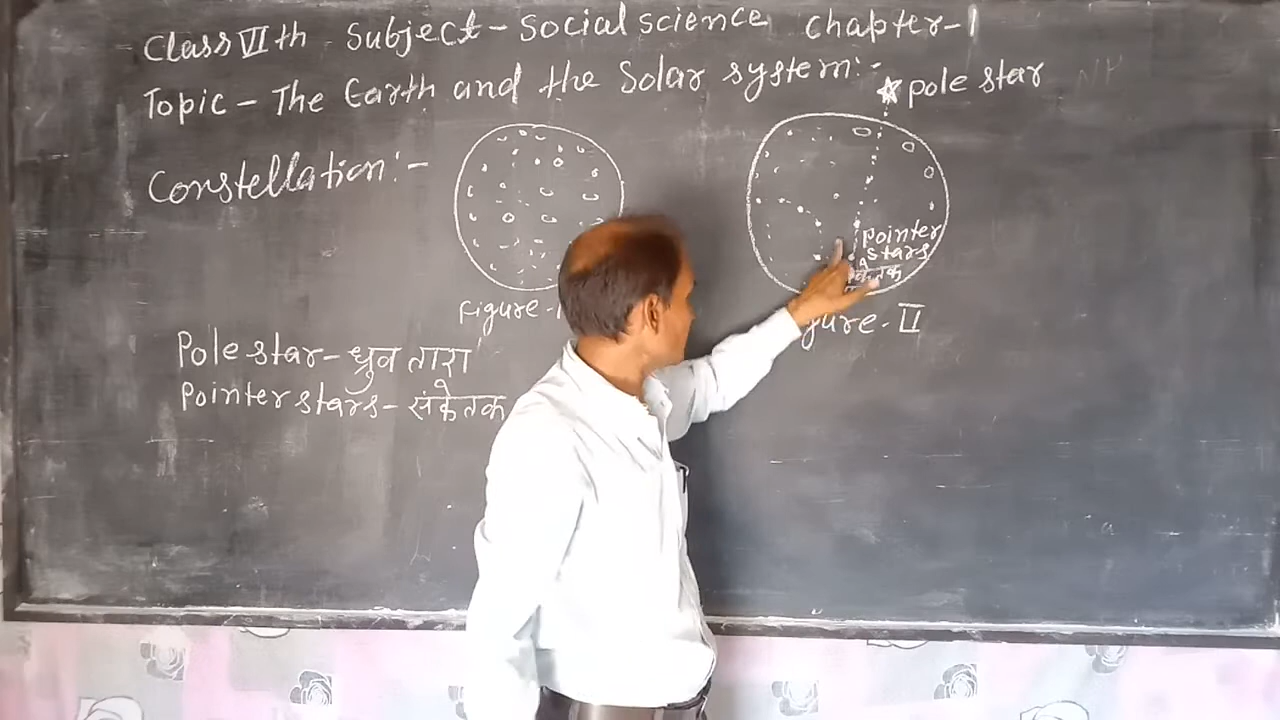 Class VIth Subject - Social science Chapter-1
Topic - The Earth and the Solar system:-
pole star
Constellation:-
Pointer
stars
Figure-
gure-II
Pole star - ध्रुव तारा
Pointer stars - संकेतक